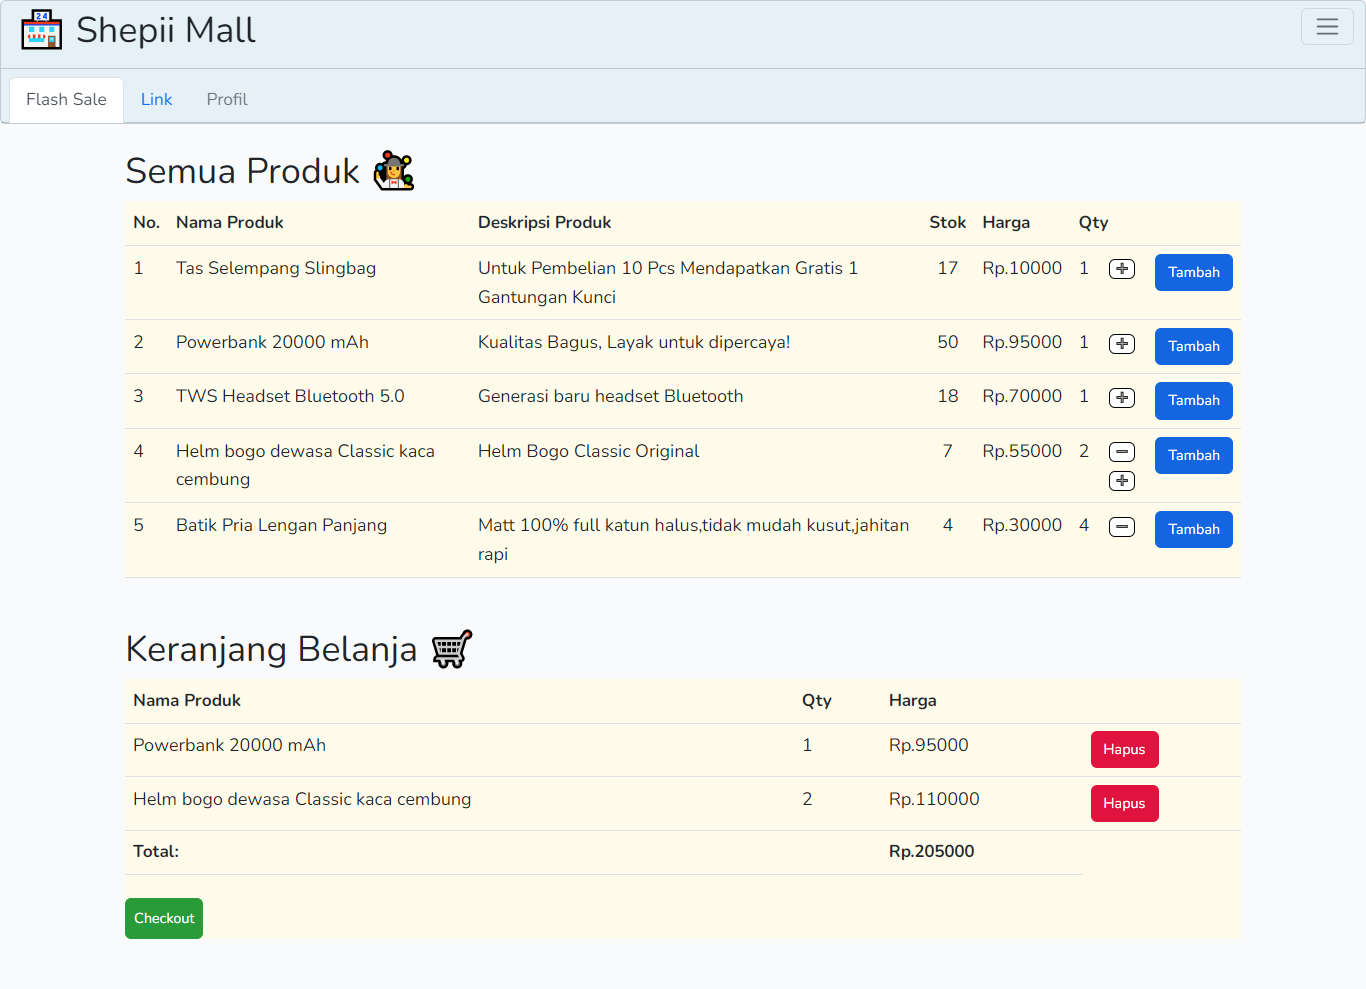 24
Shepii Mall
Flash Sale Link Profil
Semua Produk
No. Nama Produk Deskripsi Produk Stok Harga Qty
1 Tas Selempang Slingbag Untuk Pembelian 10 Pcs Mendapatkan Gratis 1 17 Rp.10000 1 Tambah
Gantungan Kunci
2 Powerbank 20000 mAh Kualitas Bagus, Layak untuk dipercaya! 50 Rp.95000 1 Tambah
3 TWS Headset Bluetooth 5.0 Generasi baru headset Bluetooth 18 Rp.70000 1 Tambah
4 Helm bogo dewasa Classic kaca Helm Bogo Classic Original 7 Rp.55000 2 Tambah
cembung
5 Batik Pria Lengan Panjang Matt 100% full katun halus,tidak mudah kusut,jahitan 4 Rp.30000 4 Tambah
rapi
Keranjang Belanja
Nama Produk Qty Harga
Powerbank 20000 mAh 1 Rp.95000 Hapus
Helm bogo dewasa Classic kaca cembung 2 Rp.110000 Hapus
Total: Rp.205000
Checkout